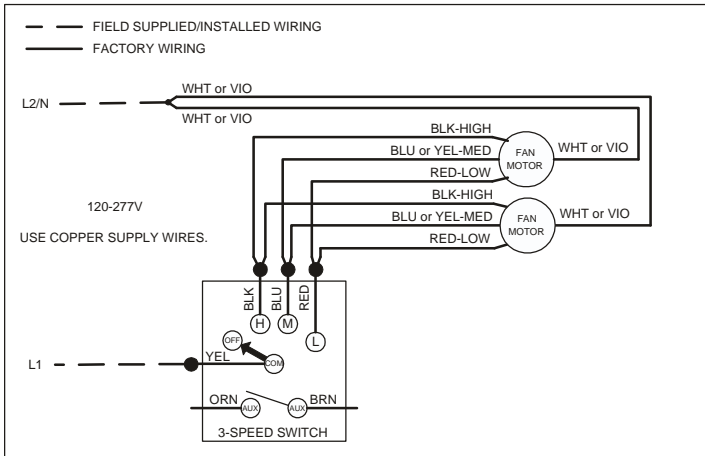 FIELD SUPPLIED/INSTALLED WIRING
FACTORY WIRING
WHT or VIO
L2/N
WHT or VIO
BLK-HIGH
BLU or YEL-MED
FAN
MOTOR
WHT or VIO
RED-LOW
BLK-HIGH
120-277V
BLU or YEL-MED
FAN
MOTOR
WHT or VIO
USE COPPER SUPPLY WIRES.
RED-LOW
BLK
BLU
RED
H
M
L
OFF
L1
YEL
COM
ORN
AUX
AUX
BRN
3-SPEED SWITCH